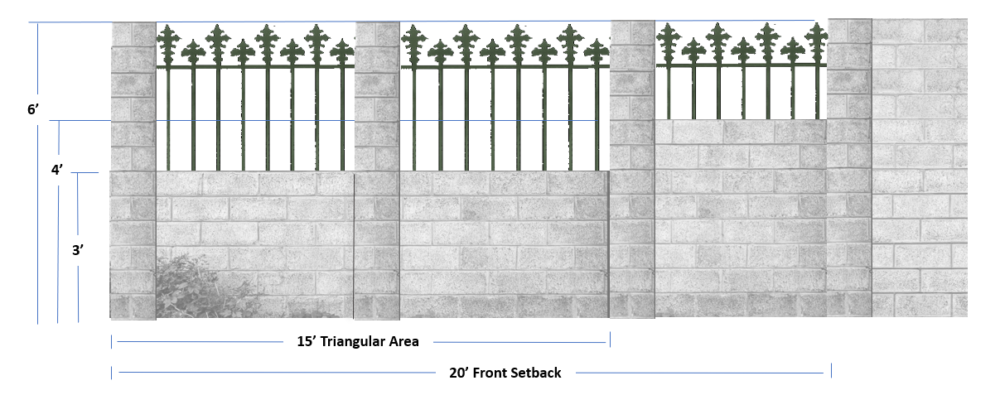 6’
4’
3’
15’ Triangular Area
20’ Front Setback